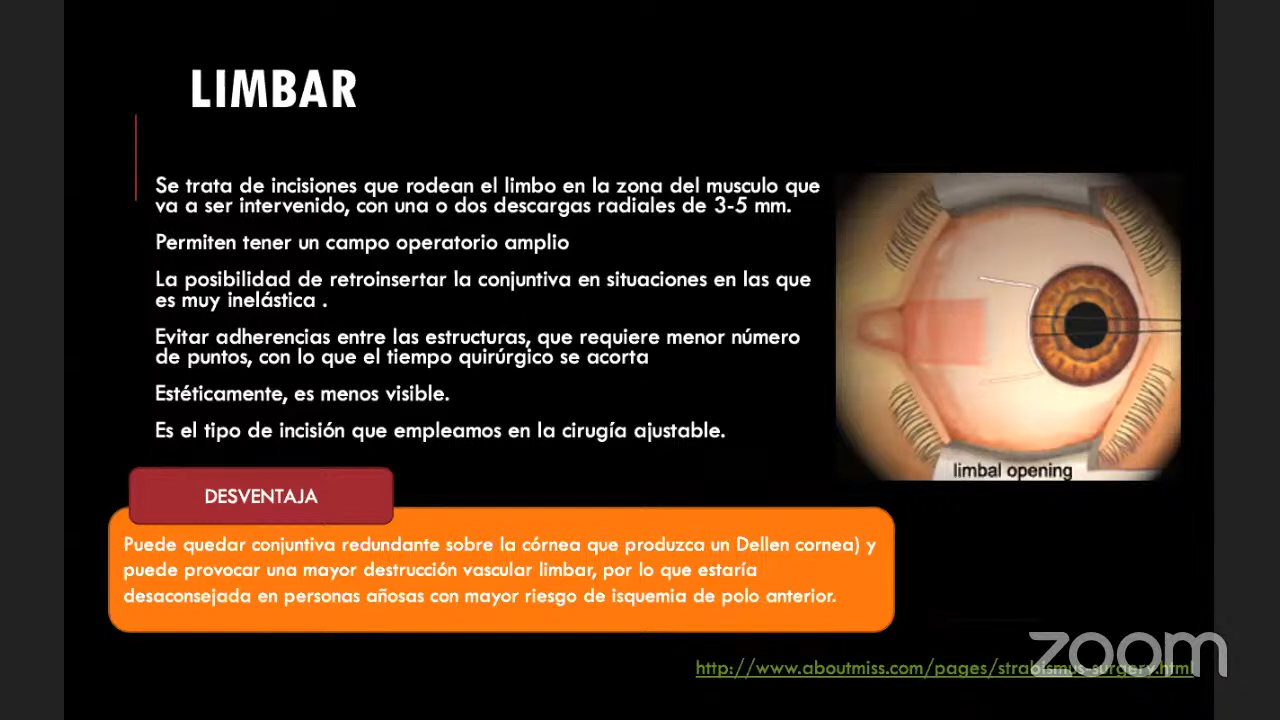 LIMBAR
Se trata de incisiones que rodean el limbo en la zona del musculo que
va a ser intervenido, con una o dos descargas radiales de 3-5 mm.
Permiten tener un campo operatorio amplio
La posibilidad de retroinsertar la conjuntiva en situaciones en las que
es muy inelástica .
Evitar adherencias entre las estructuras, que requiere menor número
de puntos, con lo que el tiempo quirúrgico se acorta
Estéticamente, es menos visible.
Es el tipo de incisión que empleamos en la cirugía ajustable.
limbal opening
DESVENTAJA
Puede quedar conjuntiva redundante sobre la córnea que produzca un Dellen cornea) y
puede provocar una mayor destrucción vascular limbar, por lo que estaría
desaconsejada en personas añosas con mayor riesgo de isquemia de polo anterior.
http://www.aboutmiss.com/pages/strabismus-surgery.html
zoom